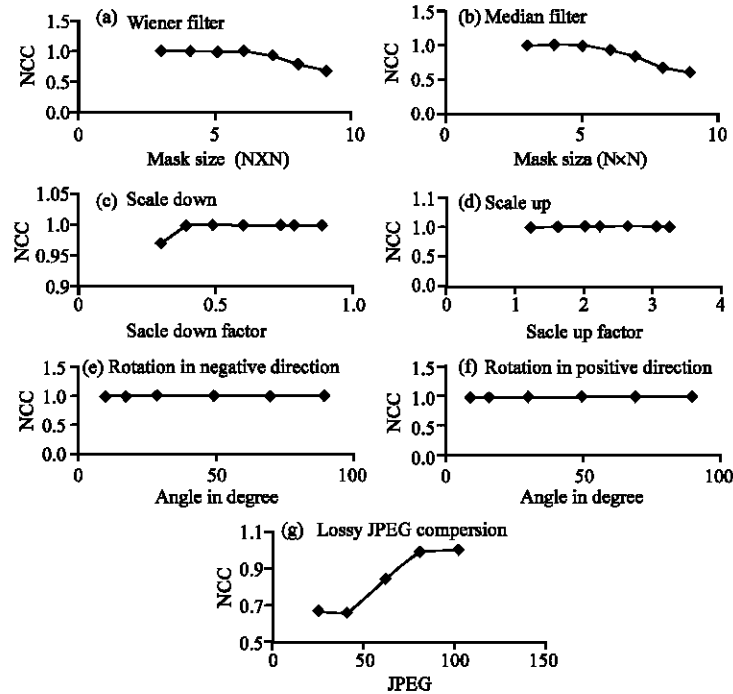 (a) Wiener filter
1.5
1.0
0.5
0.0
NCC
0 5 10
Mask size (NXN)
(b) Median filter
1.5
1.0
0.5
0.0
NCC
0 5 10
Mask siza (N×N)
(c) Scale down
1.05
1.0
0.95
0.9
NCC
0 0.5 1.0
Sacle down factor
(d) Scale up
1.1
1.0
0.5
0.0
NCC
0 1 2 3 4
Sacle up factor
(e) Rotation in negative direction
1.5
1.0
0.5
0.0
NCC
0 50 100
Angle in degree
(f) Rotation in positive direction
1.5
1.0
0.5
0.0
NCC
0 50 100
Angle in degree
(g) Lossy JPEG compersion
1.1
0.9
0.7
0.5
NCC
0 50 100 150
JPEG